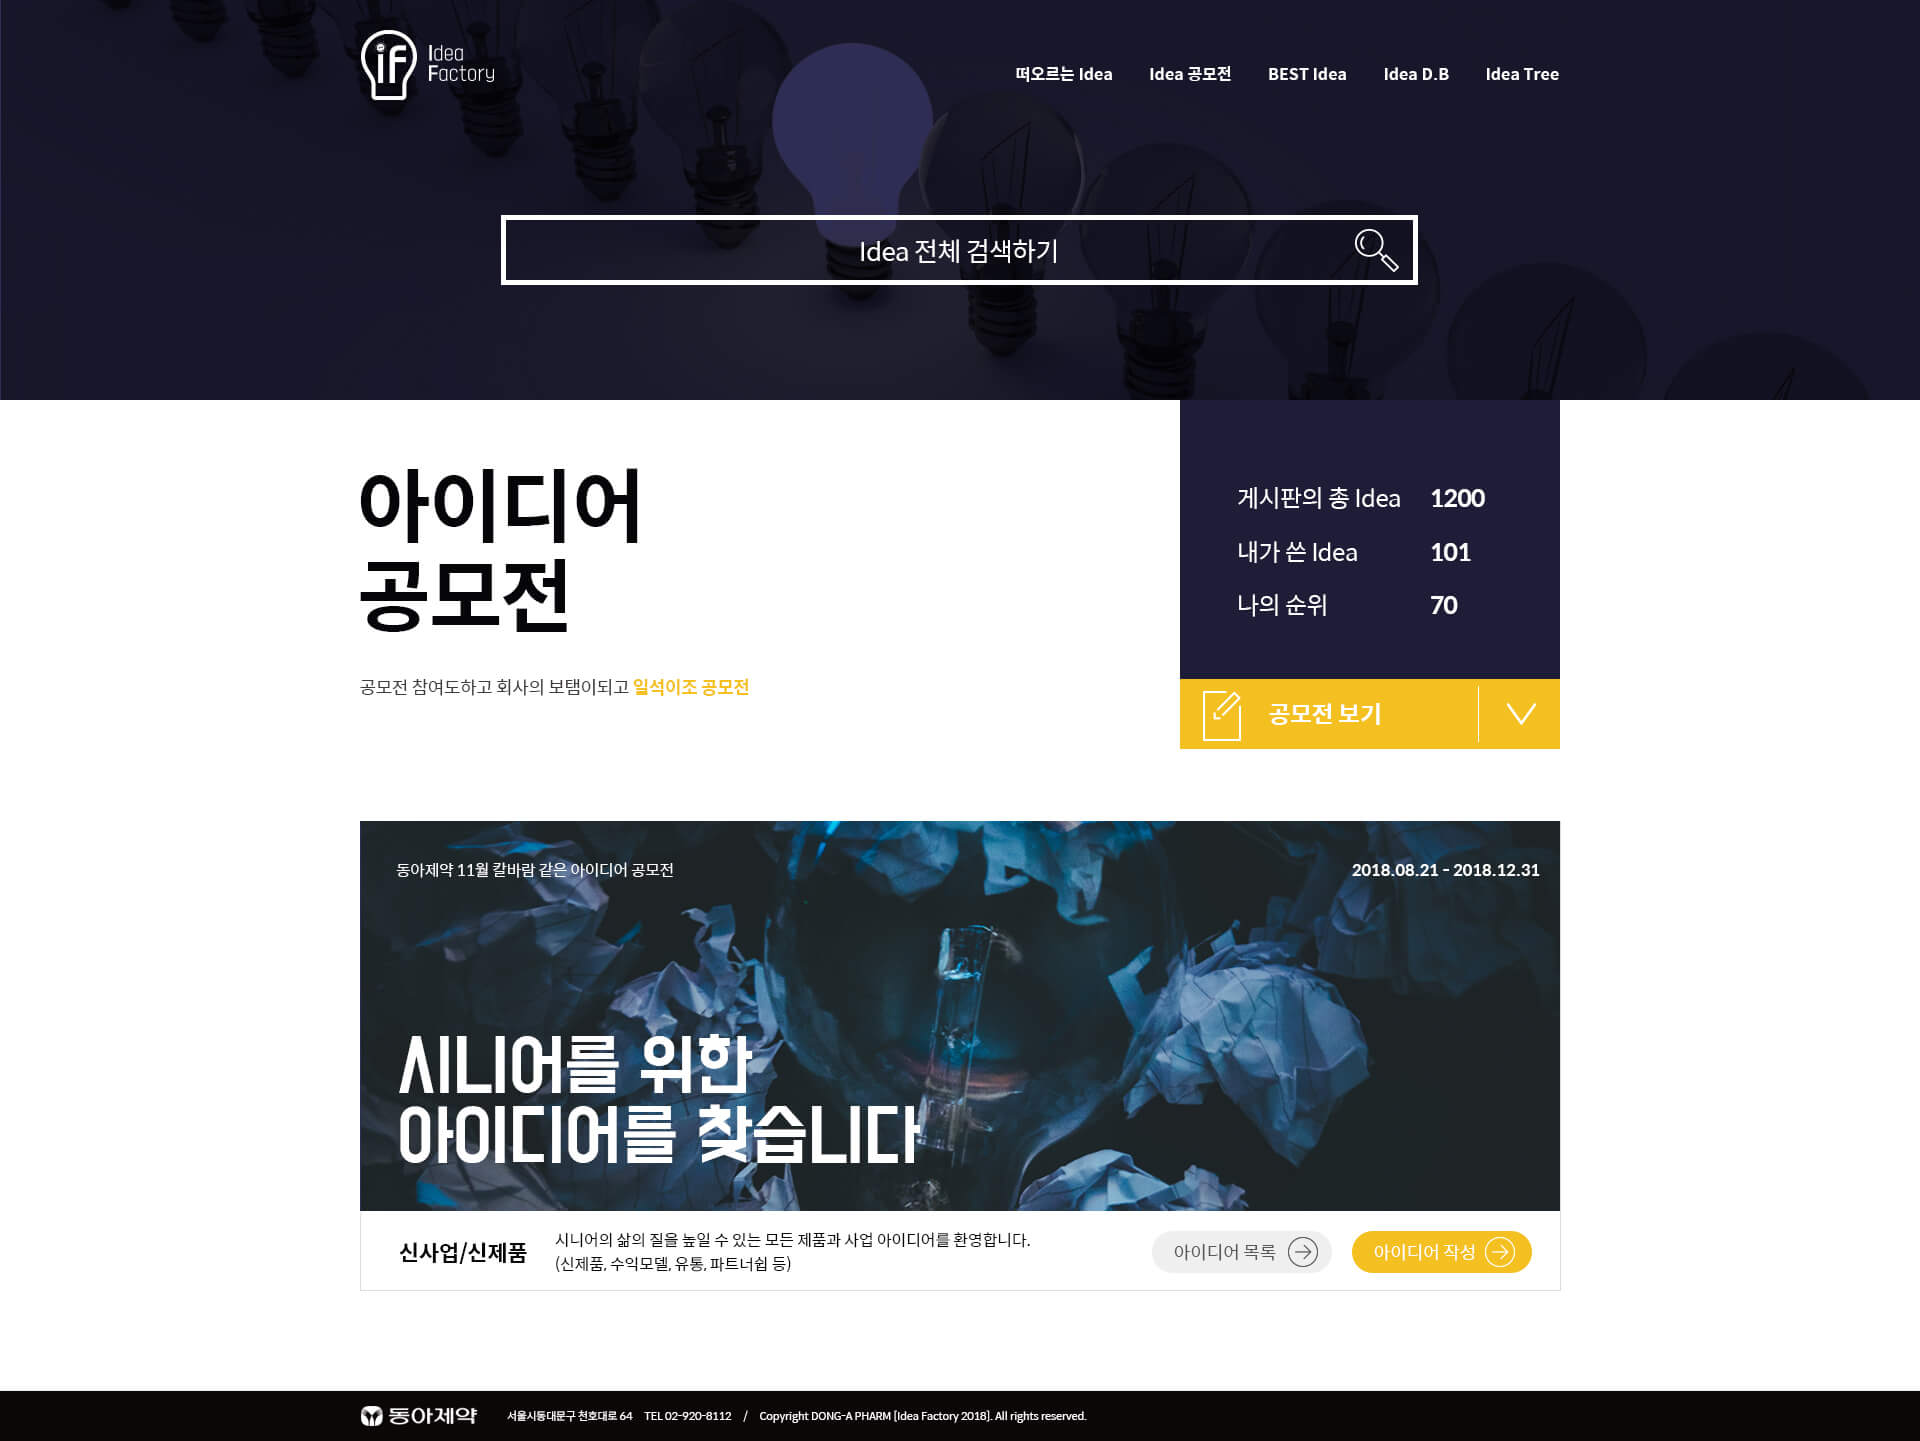 iF Idea
Factory
떠오르는 Idea
Idea 공모전
BEST Idea
Idea D.B
Idea Tree
Idea 전체 검색하기
아이디어
공모전
공모전 참여도하고 회사의 보탬이되고 일석이조 공모전
게시판의 총 Idea 1200
내가 쓴 Idea 101
나의 순위 70
공모전 보기
동아제약 11월 칼바람 같은 아이디어 공모전
2018.08.21 - 2018.12.31
시니어를 위한
아이디어를 찾습니다
신사업/신제품
시니어의 삶의 질을 높일 수 있는 모든 제품과 사업 아이디어를 환영합니다.
(신제품, 수익모델, 유통, 파트너쉽 등)
아이디어 목록
아이디어 작성
동아제약
서울시동대문구 천호대로 64 TEL 02-920-8112 / Copyright DONG-A PHARM [Idea Factory 2018]. All rights reserved.